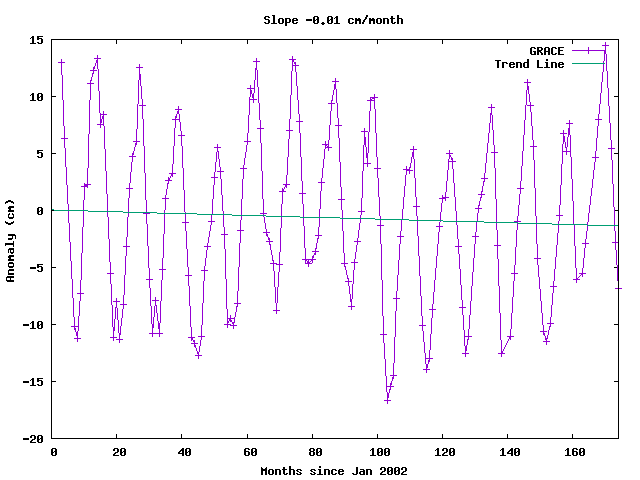 Slope -0.01 cm/month
GRACE
Trend Line
15
10
5
0
-5
-10
-15
-20
Anomaly (cm)
0 20 40 60 80 100 120 140 160
Months since Jan 2002